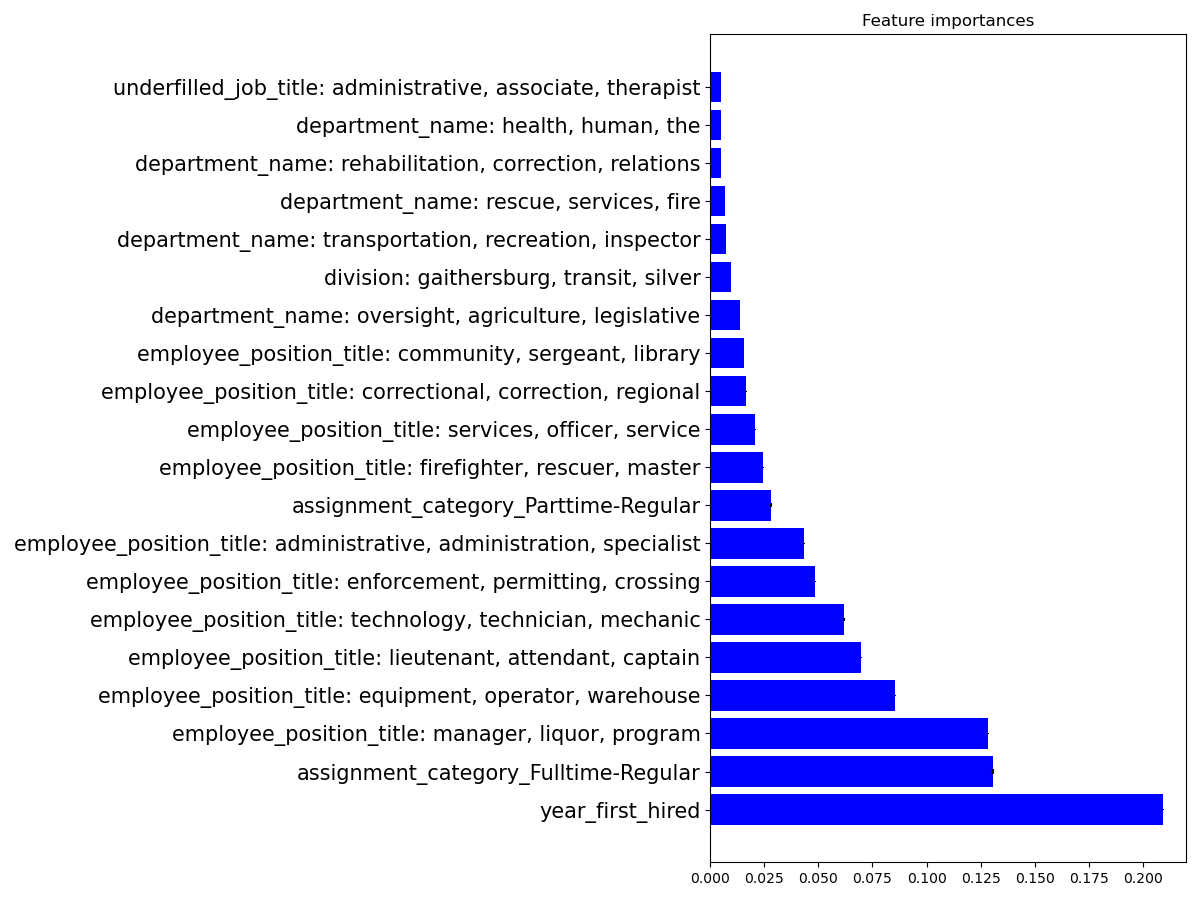 Feature importances
underfilled_job_title: administrative, associate, therapist
department_name: health, human, the
department_name: rehabilitation, correction, relations
department_name: rescue, services, fire
department_name: transportation, recreation, inspector
division: gaithersburg, transit, silver
department_name: oversight, agriculture, legislative
employee_position_title: community, sergeant, library
employee_position_title: correctional, correction, regional
employee_position_title: services, officer, service
employee_position_title: firefighter, rescuer, master
assignment_category_Parttime-Regular
employee_position_title: administrative, administration, specialist
employee_position_title: enforcement, permitting, crossing
employee_position_title: technology, technician, mechanic
employee_position_title: lieutenant, attendant, captain
employee_position_title: equipment, operator, warehouse
employee_position_title: manager, liquor, program
assignment_category_Fulltime-Regular
year_first_hired
0.000 0.025 0.050 0.075 0.100 0.125 0.150 0.175 0.200